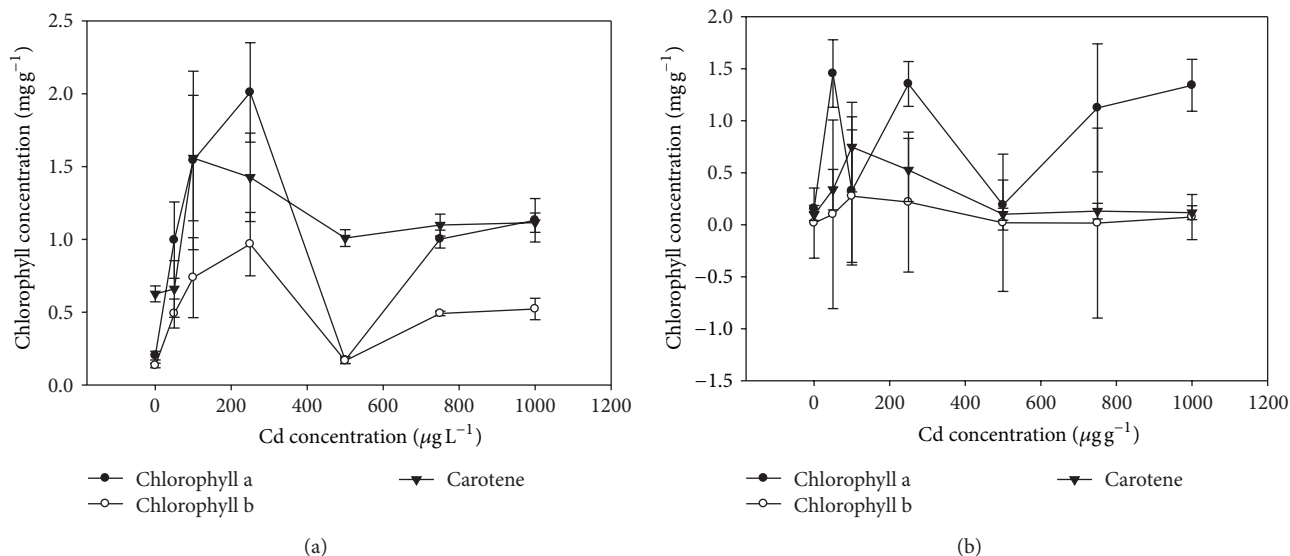 2.5
2.0
1.5
1.0
0.5
0.0
Chlorophyll concentration (mg g⁻¹)
0 200 400 600 800 1000 1200
Cd concentration (µg L⁻¹)
Chlorophyll a
Chlorophyll b
Carotene
(a)
2.0
1.5
1.0
0.5
0.0
−0.5
−1.0
−1.5
Chlorophyll concentration (mg g⁻¹)
0 200 400 600 800 1000 1200
Cd concentration (µg g⁻¹)
Chlorophyll a
Chlorophyll b
Carotene
(b)